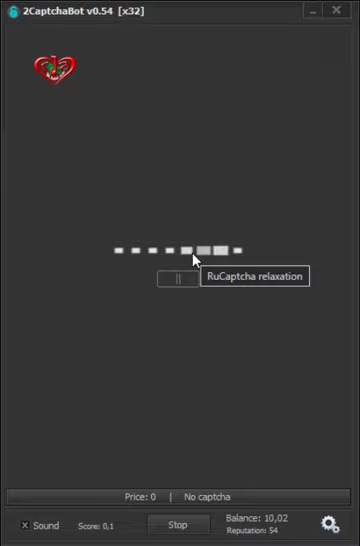 2CaptchaBot v0.54 [x32]
RuCaptcha relaxation
Price: 0 | No captcha
Sound
Score: 0,1
Stop
Balance: 10,02
Reputation: 54